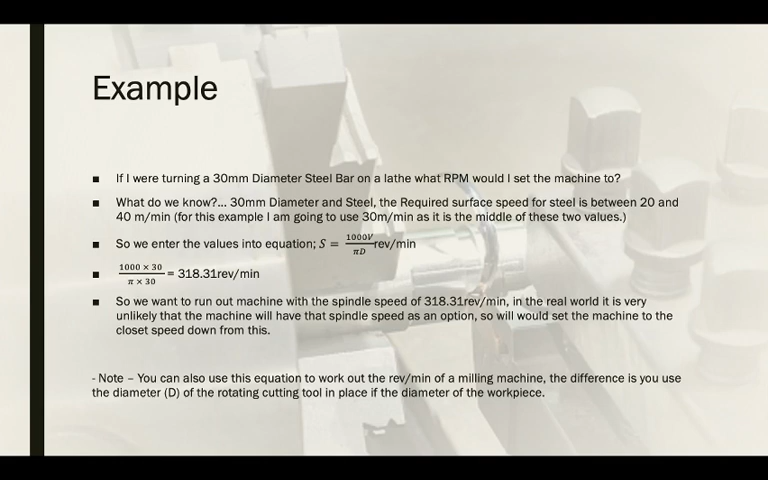 Example
▪ If I were turning a 30mm Diameter Steel Bar on a lathe what RPM would I set the machine to?
▪ What do we know?... 30mm Diameter and Steel, the Required surface speed for steel is between 20 and
40 m/min (for this example I am going to use 30m/min as it is the middle of these two values.)
▪ So we enter the values into equation; S = 1000V/πD rev/min
▪ 1000 × 30/π × 30 = 318.31rev/min
▪ So we want to run out machine with the spindle speed of 318.31rev/min, in the real world it is very
unlikely that the machine will have that spindle speed as an option, so will would set the machine to the
closet speed down from this.
- Note – You can also use this equation to work out the rev/min of a milling machine, the difference is you use
the diameter (D) of the rotating cutting tool in place if the diameter of the workpiece.